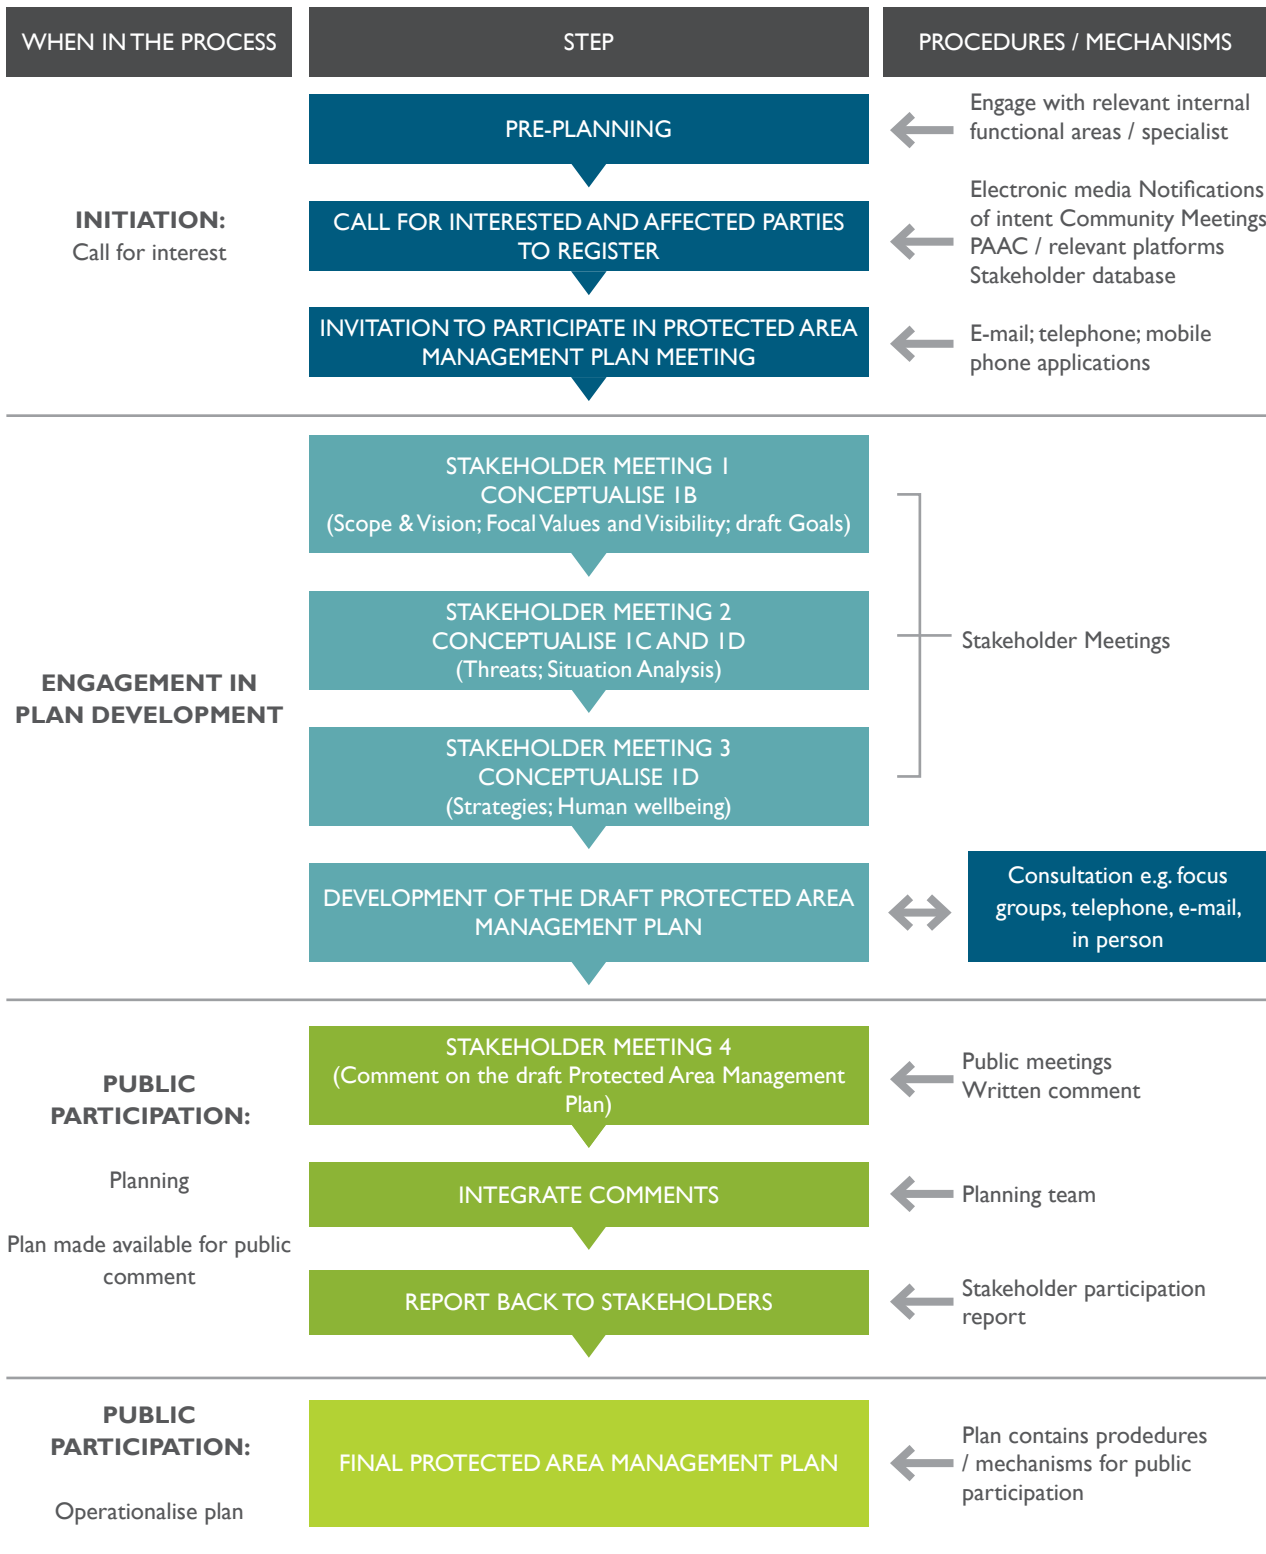 WHEN IN THE PROCESS
STEP
PROCEDURES / MECHANISMS
PRE-PLANNING
Engage with relevant internal
functional areas / specialist
INITIATION:
Call for interest
CALL FOR INTERESTED AND AFFECTED PARTIES
TO REGISTER
Electronic media Notifications
of intent Community Meetings
PAAC / relevant platforms
Stakeholder database
INVITATION TO PARTICIPATE IN PROTECTED AREA
MANAGEMENT PLAN MEETING
E-mail; telephone; mobile
phone applications
ENGAGEMENT IN
PLAN DEVELOPMENT
STAKEHOLDER MEETING 1
CONCEPTUALISE 1B
(Scope & Vision; Focal Values and Visibility; draft Goals)
STAKEHOLDER MEETING 2
CONCEPTUALISE 1C AND 1D
(Threats; Situation Analysis)
STAKEHOLDER MEETING 3
CONCEPTUALISE 1D
(Strategies; Human wellbeing)
Stakeholder Meetings
DEVELOPMENT OF THE DRAFT PROTECTED AREA
MANAGEMENT PLAN
Consultation e.g. focus
groups, telephone, e-mail,
in person
PUBLIC
PARTICIPATION:
Planning
Plan made available for public
comment
STAKEHOLDER MEETING 4
(Comment on the draft Protected Area Management
Plan)
Public meetings
Written comment
INTEGRATE COMMENTS
Planning team
REPORT BACK TO STAKEHOLDERS
Stakeholder participation
report
PUBLIC
PARTICIPATION:
Operationalise plan
FINAL PROTECTED AREA MANAGEMENT PLAN
Plan contains prodedures
/ mechanisms for public
participation